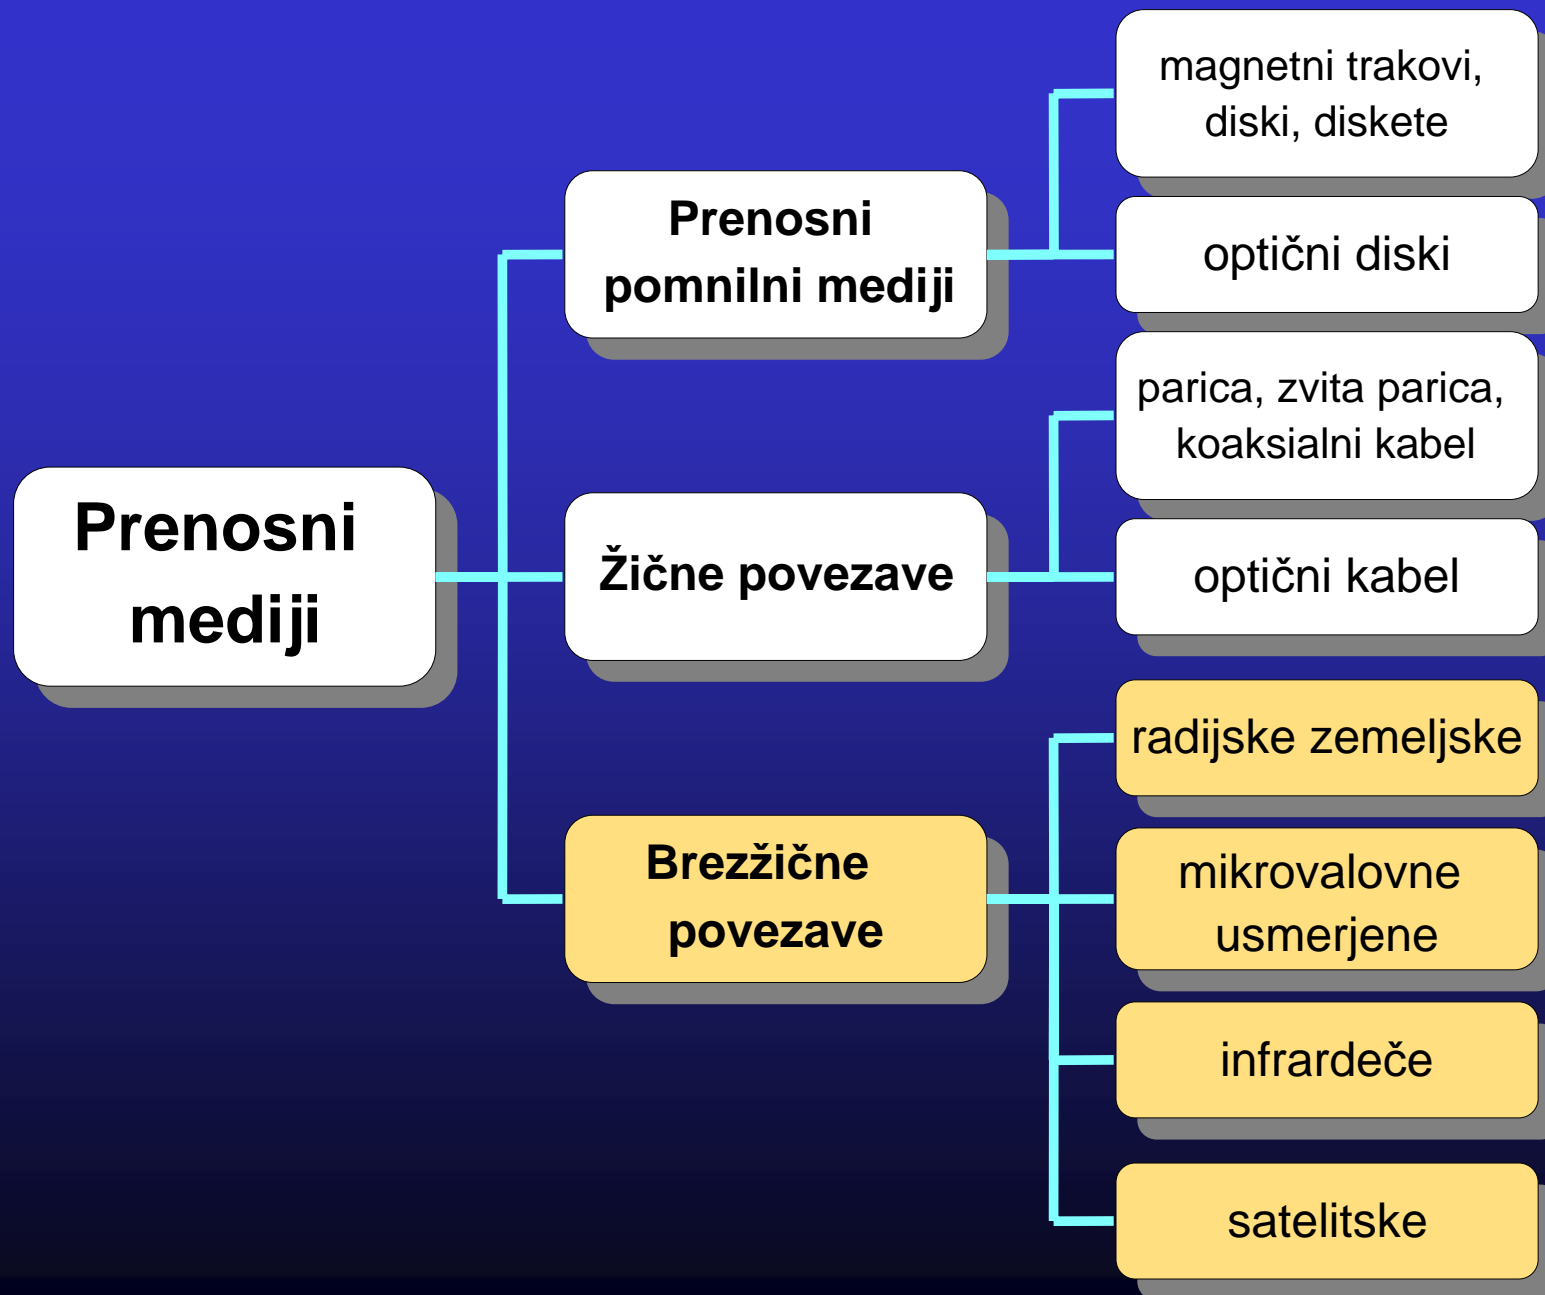 Prenosni
mediji
Prenosni
pomnilni mediji
magnetni trakovi,
diski, diskete
optični diski
Žične povezave
parica, zvita parica,
koaksialni kabel
optični kabel
Brezžične
povezave
radijske zemeljske
mikrovalovne
usmerjene
infrardeče
satelitske